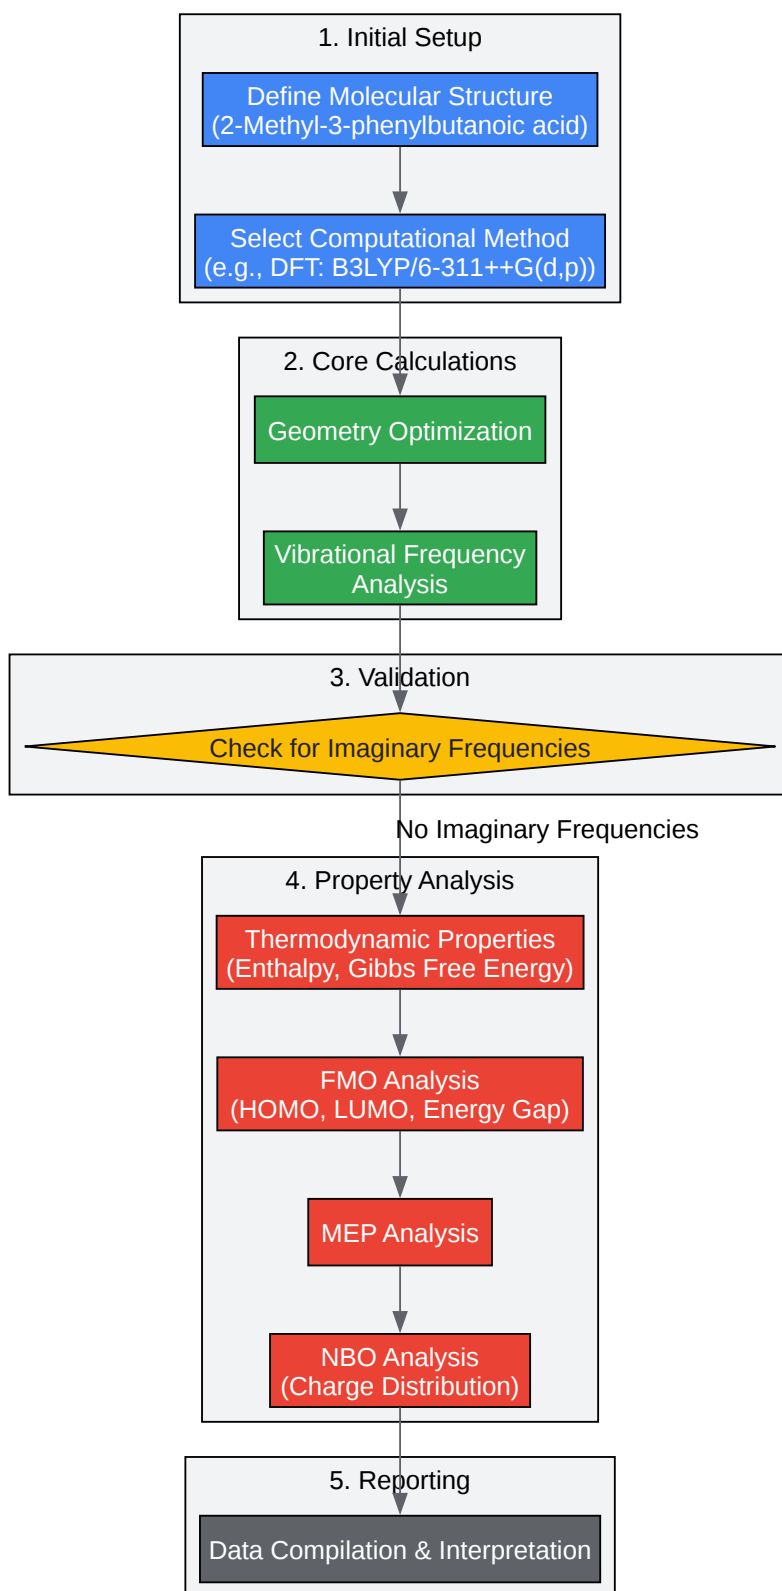 1. Initial Setup
Define Molecular Structure
(2-Methyl-3-phenylbutanoic acid)
Select Computational Method
(e.g., DFT: B3LYP/6-311++G(d,p))
2. Core Calculations
Geometry Optimization
Vibrational Frequency
Analysis
3. Validation
Check for Imaginary Frequencies
No Imaginary Frequencies
4. Property Analysis
Thermodynamic Properties
(Enthalpy, Gibbs Free Energy)
FMO Analysis
(HOMO, LUMO, Energy Gap)
MEP Analysis
NBO Analysis
(Charge Distribution)
5. Reporting
Data Compilation & Interpretation